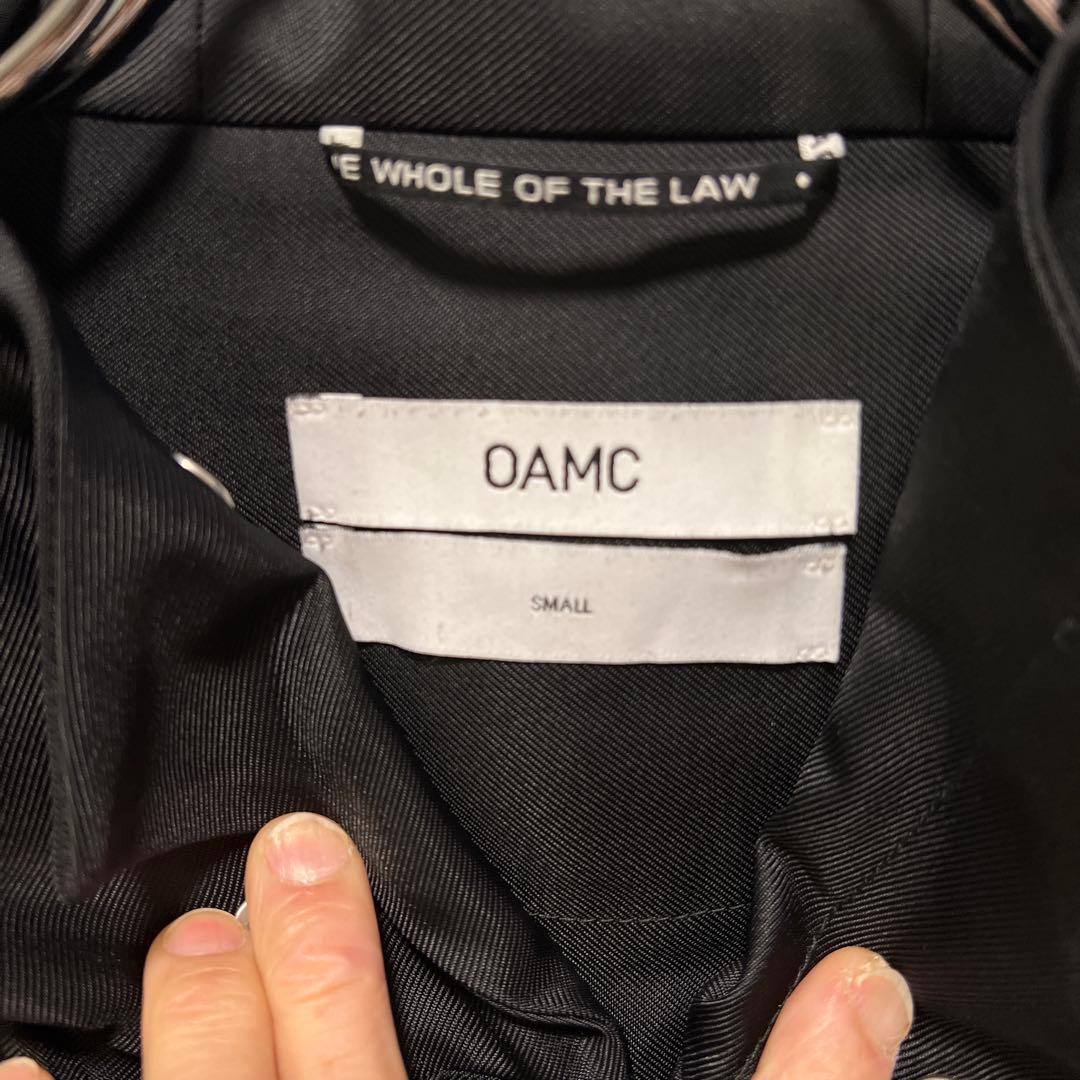 E WHOLE OF THE LAW •
OAMC
SMALL